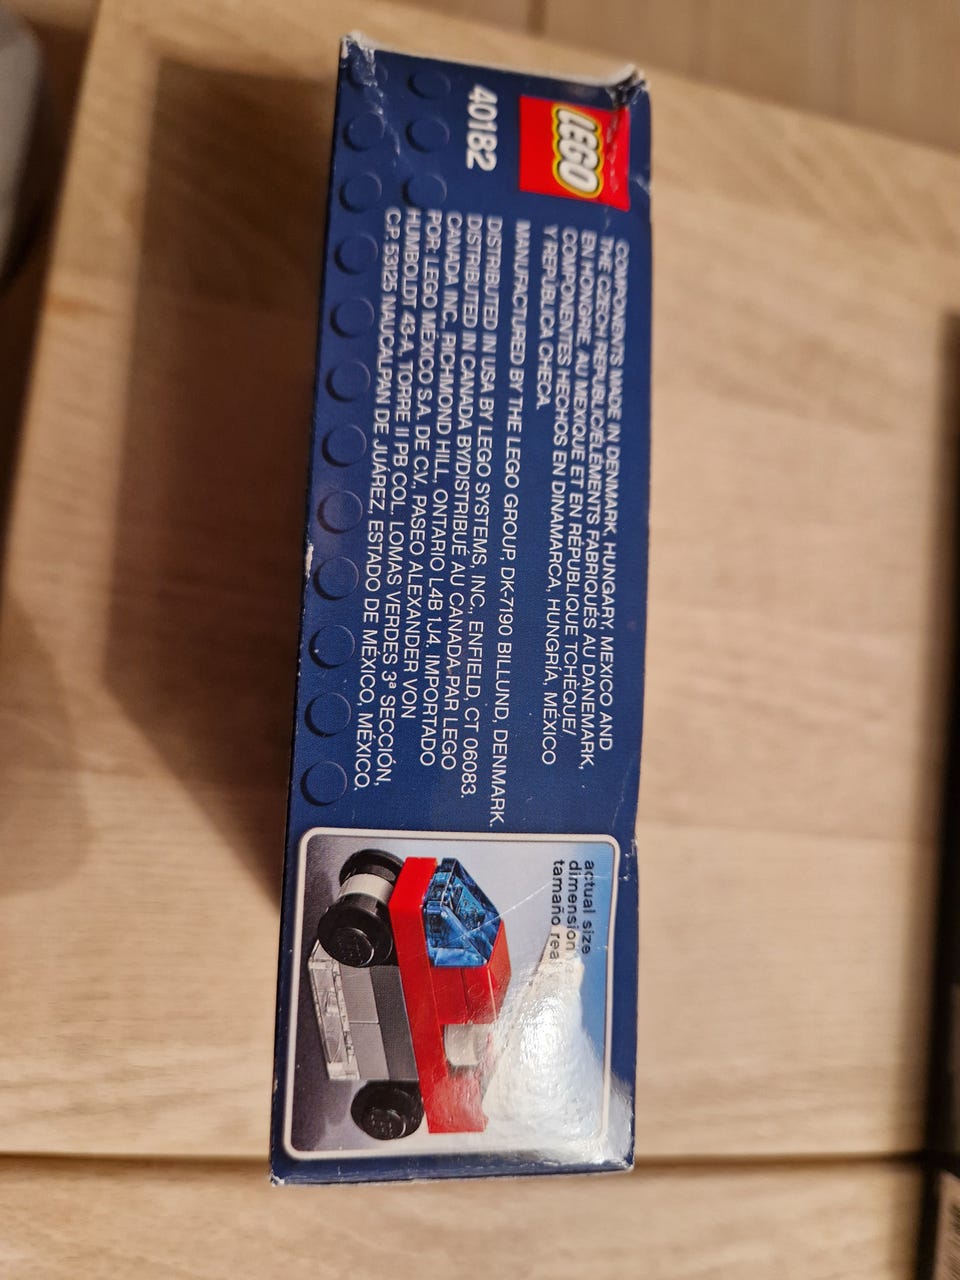 LEGO
40182
COMPONENTS MADE IN DENMARK, HUNGARY, MEXICO AND
THE CZECH REPUBLIC/ÉLÉMENTS FABRIQUÉS AU DANEMARK,
EN HONGRIE, AU MEXIQUE ET EN RÉPUBLIQUE TCHÈQUE/
COMPONENTES HECHOS EN DINAMARCA, HUNGRÍA, MÉXICO
Y REPÚBLICA CHECA.
MANUFACTURED BY THE LEGO GROUP, DK-7190 BILLUND, DENMARK.
DISTRIBUTED IN USA BY LEGO SYSTEMS, INC., ENFIELD, CT 06083.
DISTRIBUTED IN CANADA BY/DISTRIBUÉ AU CANADA PAR LEGO
CANADA INC., RICHMOND HILL, ONTARIO L4B 1J4. IMPORTADO
POR: LEGO MÉXICO S.A. DE C.V., PASEO ALEXANDER VON
HUMBOLDT 43-A, TORRE II PB COL. LOMAS VERDES 3ª SECCIÓN,
C.P. 53125 NAUCALPAN DE JUÁREZ, ESTADO DE MÉXICO, MÉXICO.
actual size
dimension
tamaño real